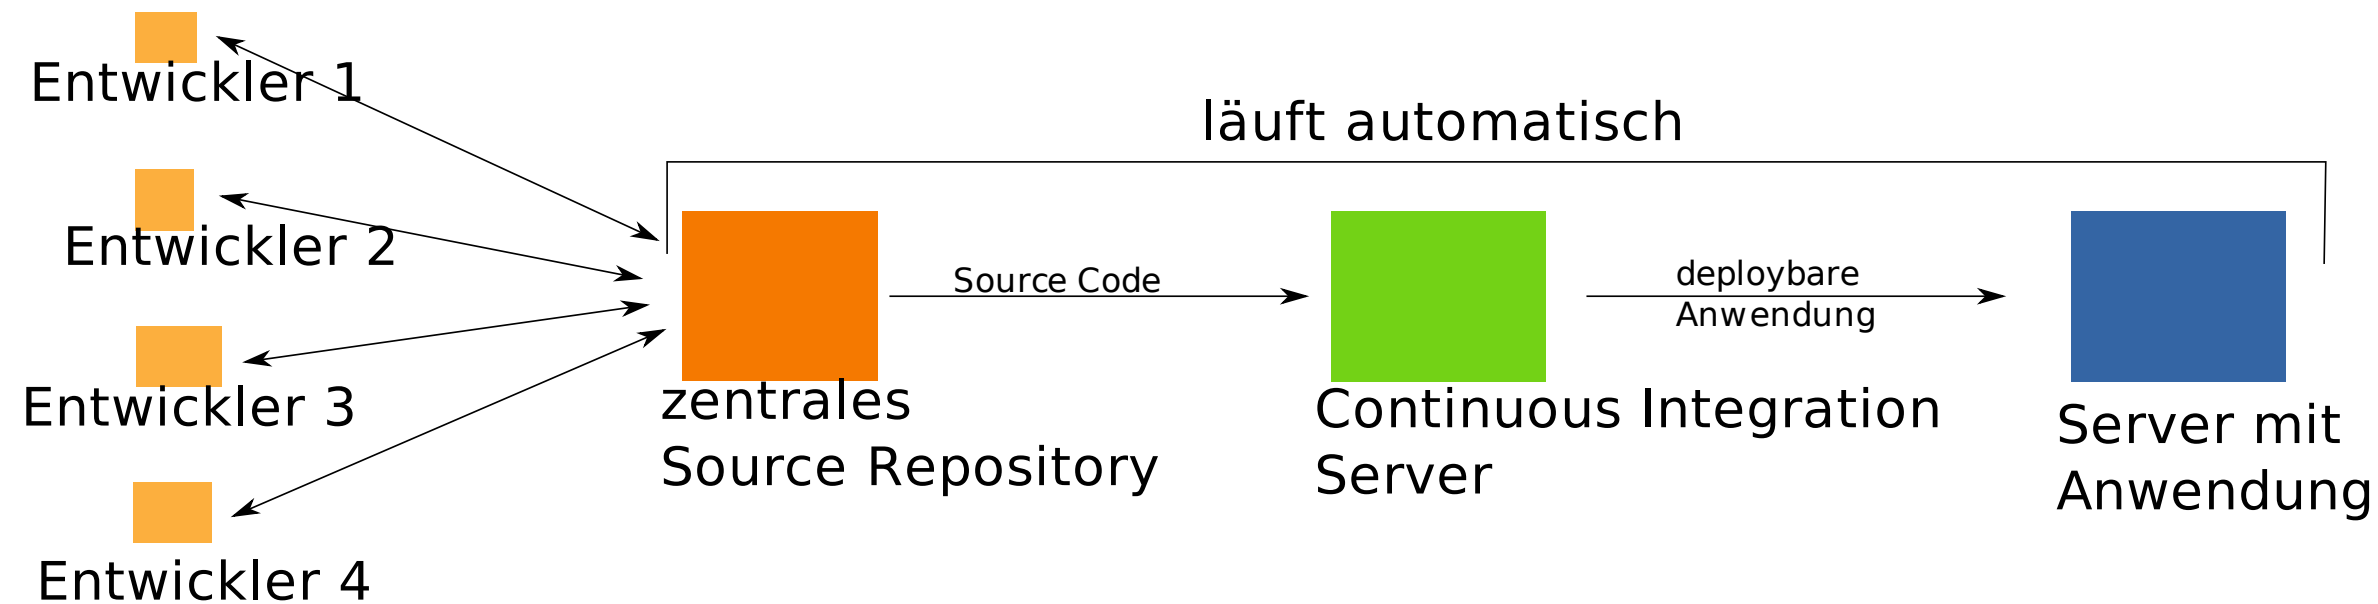 Entwickler 1
Entwickler 2
Entwickler 3
Entwickler 4
läuft automatisch
zentrales
Source Repository
Source Code
Continuous Integration
Server
deploybare
Anwendung
Server mit
Anwendung